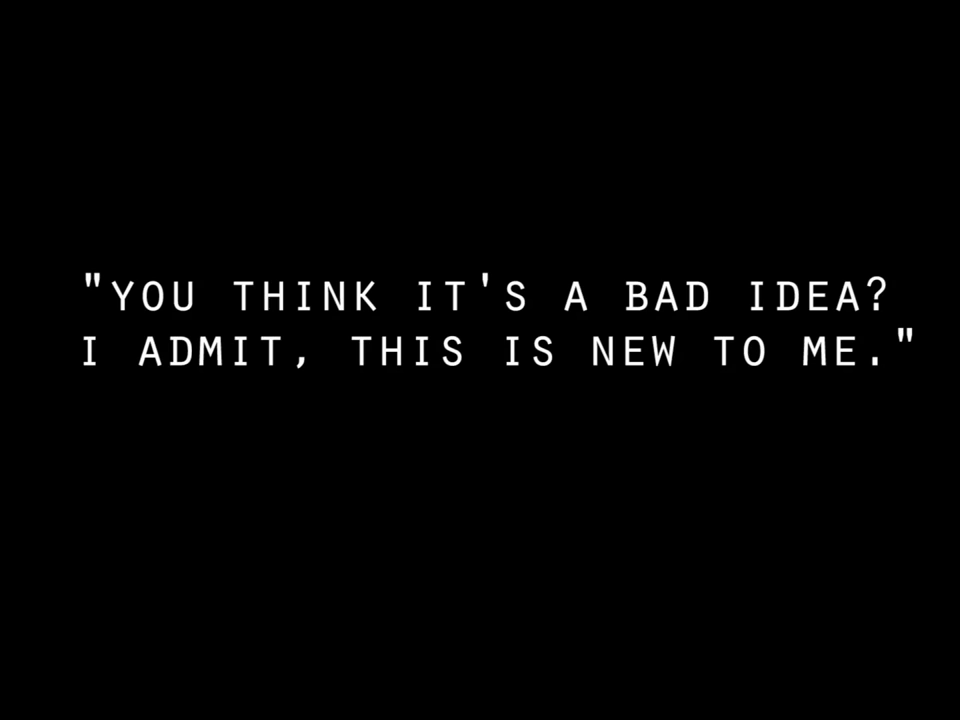 "YOU THINK IT'S A BAD IDEA?
I ADMIT, THIS IS NEW TO ME."